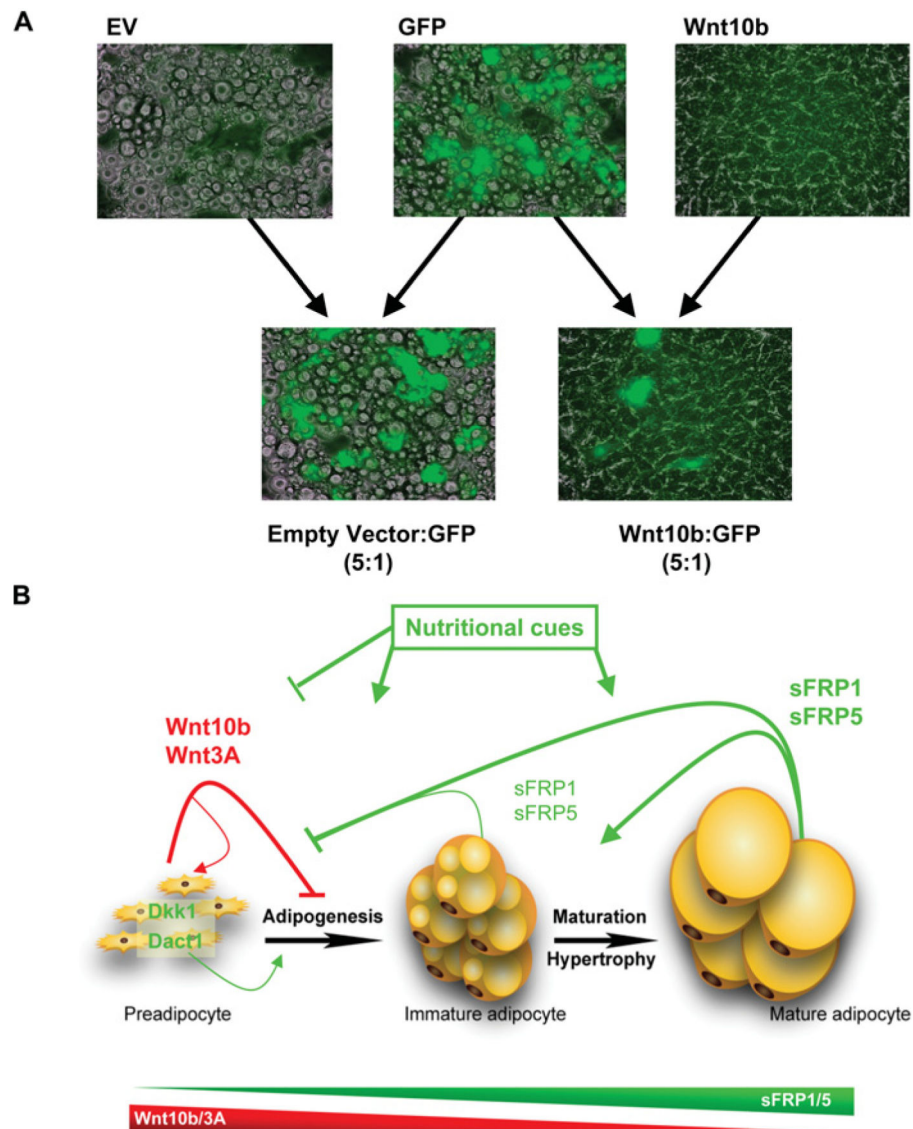 A
EV
GFP
Wnt10b
Empty Vector:GFP
(5:1)
Wnt10b:GFP
(5:1)
B
Nutritional cues
sFRP1
sFRP5
Wnt10b
Wnt3A
sFRP1
sFRP5
Dkk1
Dact1
Adipogenesis
Maturation
Hypertrophy
Preadipocyte
Immature adipocyte
Mature adipocyte
sFRP1/5
Wnt10b/3A